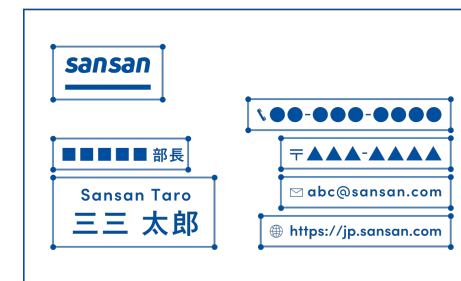 sansan
■■■■■ 部長
Sansan Taro
三三 太郎
●●-●●●-●●●●
〒▲▲▲-▲▲▲▲
abc@sansan.com
https://jp.sansan.com